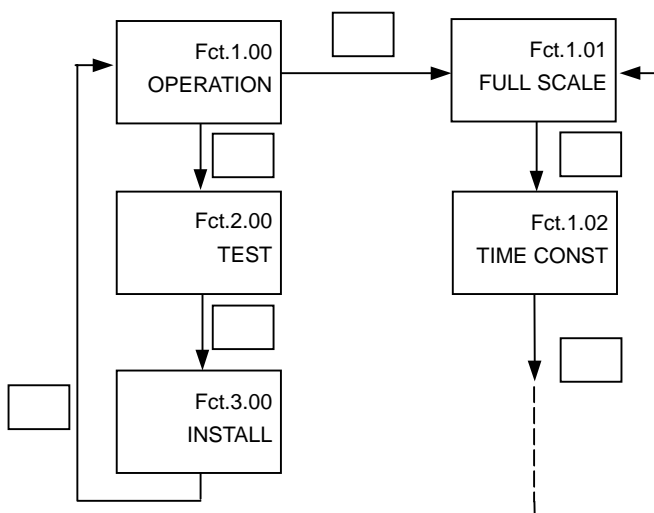 Fct.1.00
OPERATION
Fct.1.01
FULL SCALE
Fct.2.00
TEST
Fct.1.02
TIME CONST
Fct.3.00
INSTALL